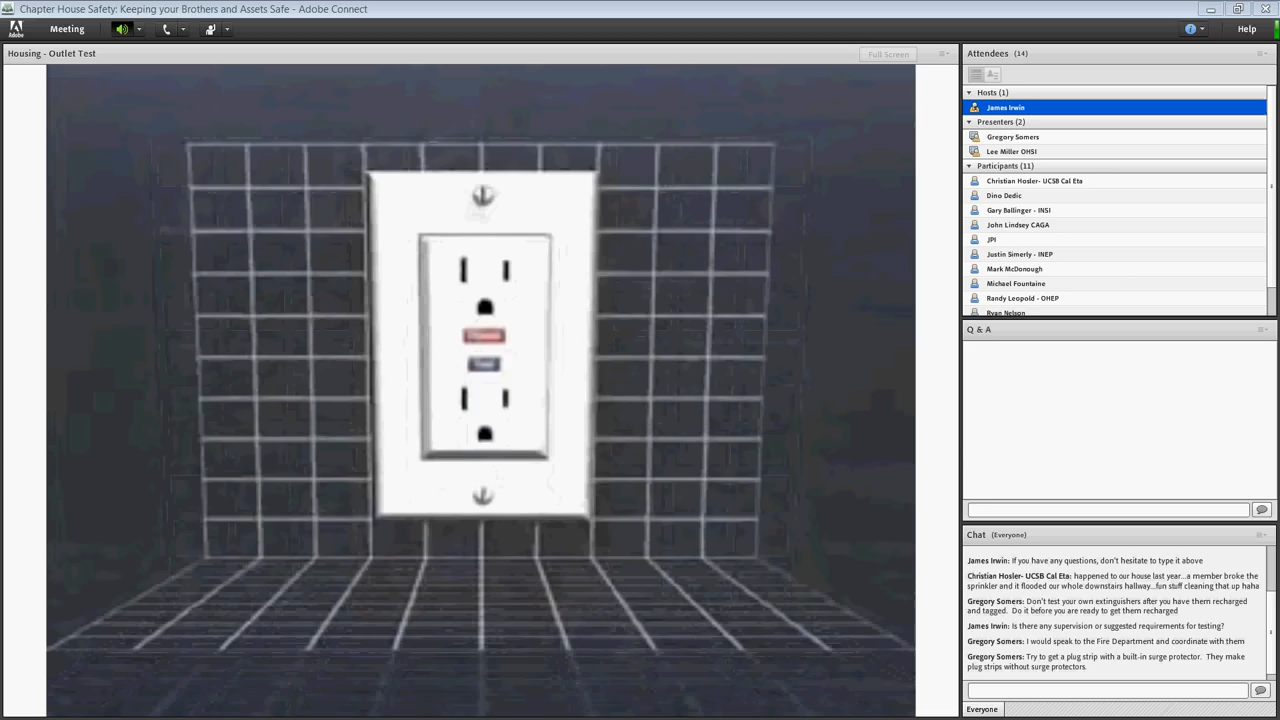 Chapter House Safety: Keeping your Brothers and Assets Safe - Adobe Connect
Adobe
Meeting
Help
Housing - Outlet Test
Full Screen
Attendees (14)
Hosts (1)
James Irwin
Presenters (2)
Gregory Somers
Lee Miller OHSI
Participants (11)
Christian Hosler- UCSB Cal Eta
Dino Dedic
Gary Ballinger - INSI
John Lindsey CAGA
JPI
Justin Simerly - INEP
Mark McDonough
Michael Fountaine
Randy Leopold - OHEP
Ryan Nelson
Q & A
Chat (Everyone)
James Irwin: If you have any questions, don't hesitate to type it above
Christian Hosler- UCSB Cal Eta: happened to our house last year...a member broke the
sprinkler and it flooded our whole downstairs hallway...fun stuff cleaning that up haha
Gregory Somers: Don't test your own extinguishers after you have them recharged
and tagged. Do it before you are ready to get them recharged
James Irwin: Is there any supervision or suggested requirements for testing?
Gregory Somers: I would speak to the Fire Department and coordinate with them
Gregory Somers: Try to get a plug strip with a built-in surge protector. They make
plug strips without surge protectors.
Everyone